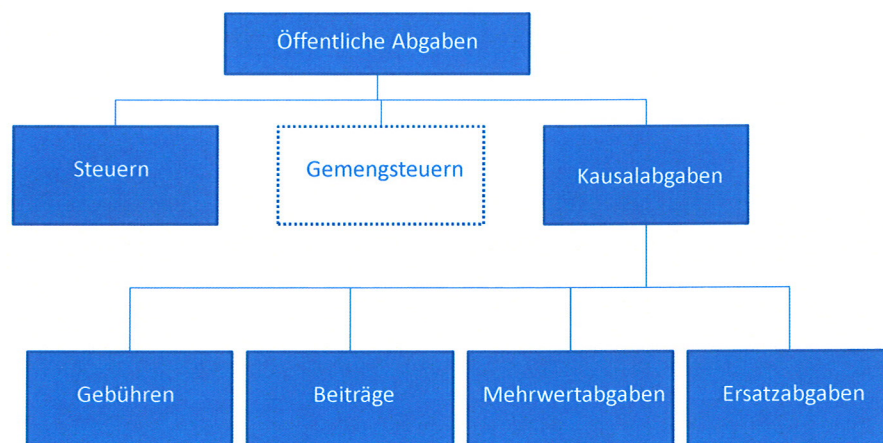 Öffentliche Abgaben
Steuern
Gemengsteuern
Kausalabgaben
Gebühren
Beiträge
Mehrwertabgaben
Ersatzabgaben